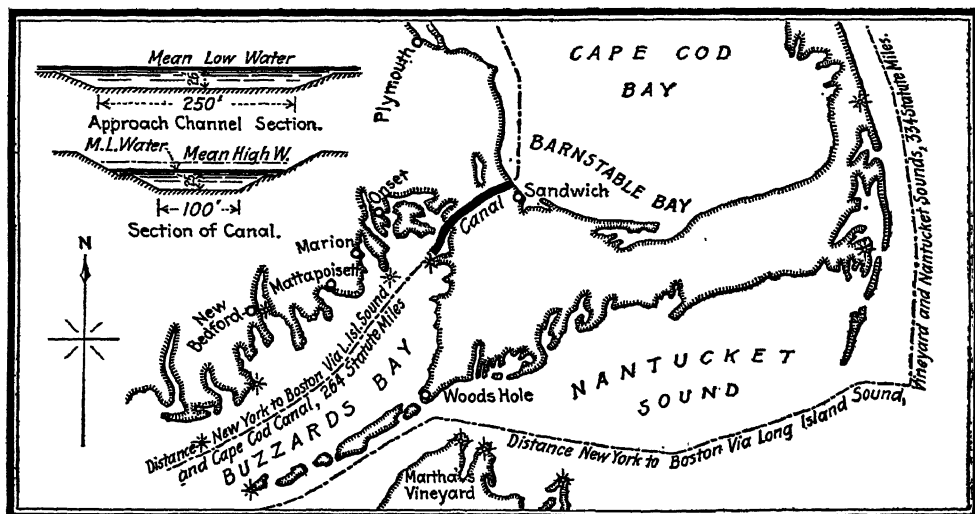 Mean Low Water
25'
250'
Approach Channel Section.
M.L.Water
Mean High W.
25'
100'
Section of Canal.
N
Plymouth
CAPE COD
BAY
BARNSTABLE BAY
Sandwich
Canal
Onset
Marion
Mattapoisett
New
Bedford
Distance New York to Boston Via L. Isl. Sound
and Cape Cod Canal, 264 Statute Miles
BUZZARDS BAY
Woods Hole
NANTUCKET
SOUND
Martha's
Vineyard
Distance New York to Boston Via Long Island Sound,
Vineyard and Nantucket Sounds, 334 Statute Miles.